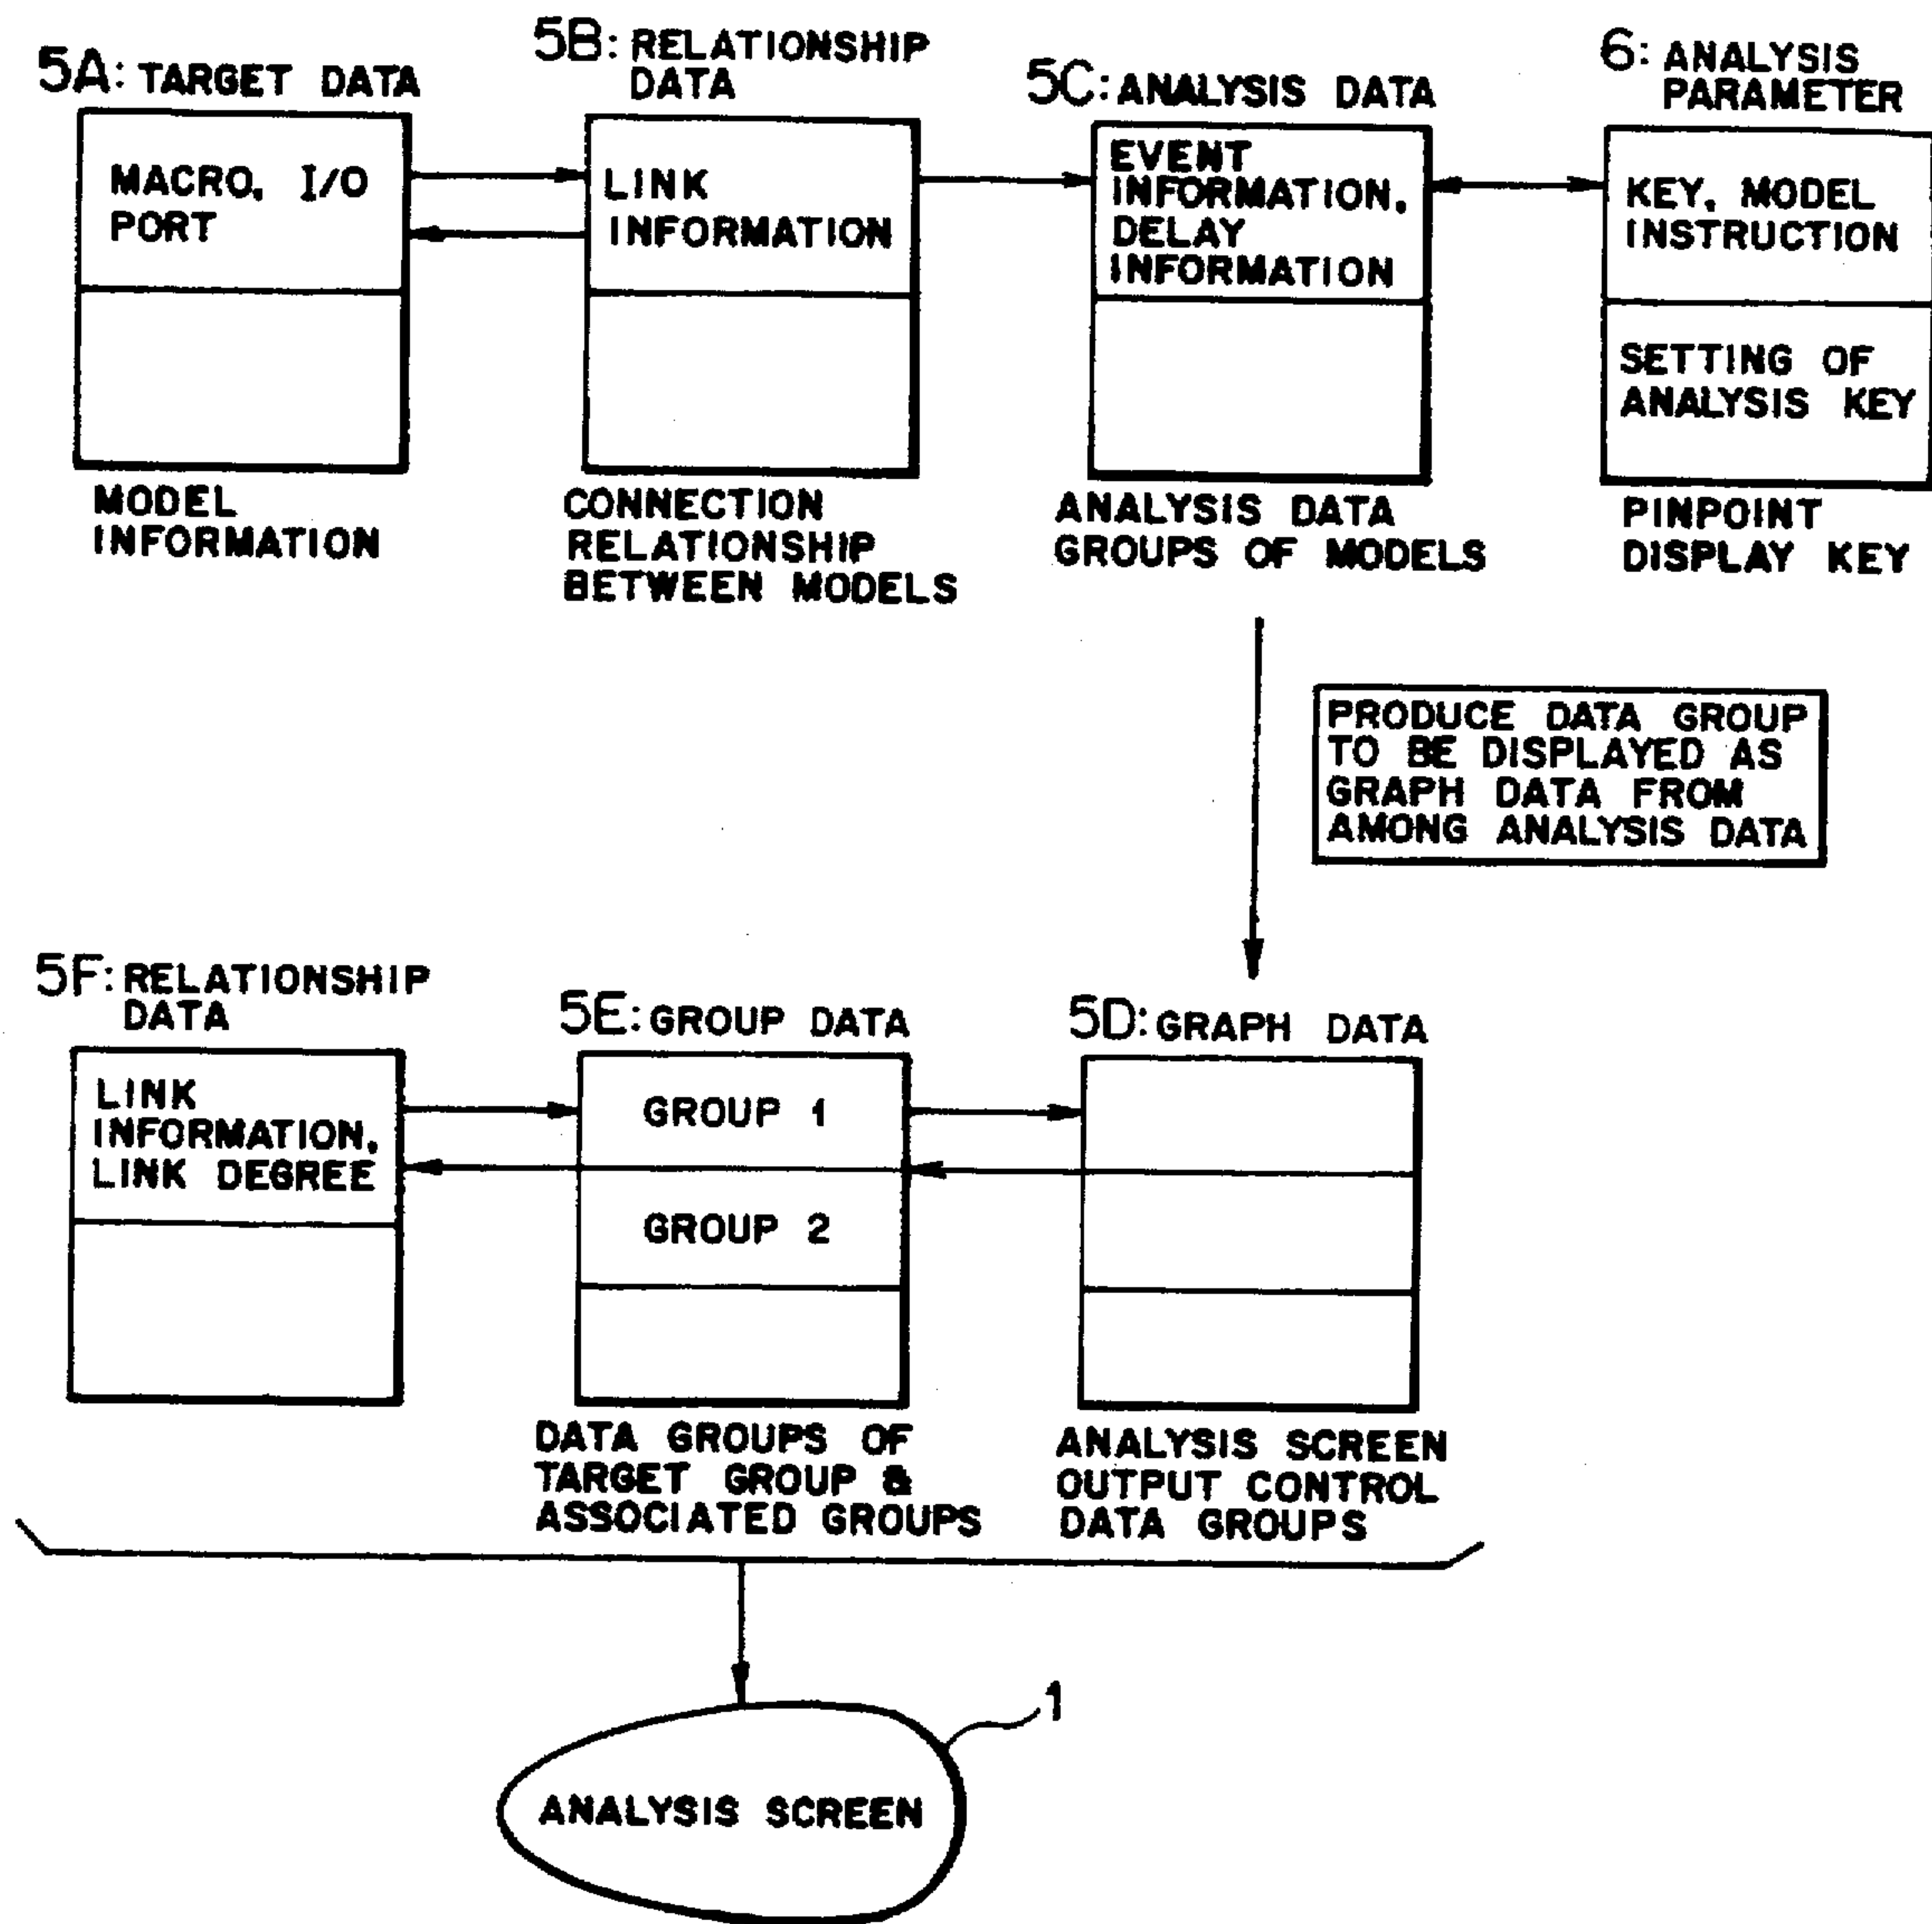 5A: TARGET DATA
MACRO, I/O
PORT
MODEL
INFORMATION
5B: RELATIONSHIP
DATA
LINK
INFORMATION
CONNECTION
RELATIONSHIP
BETWEEN MODELS
5C: ANALYSIS DATA
EVENT
INFORMATION,
DELAY
INFORMATION
ANALYSIS DATA
GROUPS OF MODELS
6: ANALYSIS
PARAMETER
KEY, MODEL
INSTRUCTION
SETTING OF
ANALYSIS KEY
PINPOINT
DISPLAY KEY
PRODUCE DATA GROUP
TO BE DISPLAYED AS
GRAPH DATA FROM
AMONG ANALYSIS DATA
5F: RELATIONSHIP
DATA
LINK
INFORMATION,
LINK DEGREE
5E: GROUP DATA
GROUP 1
GROUP 2
DATA GROUPS OF
TARGET GROUP &
ASSOCIATED GROUPS
5D: GRAPH DATA
ANALYSIS SCREEN
OUTPUT CONTROL
DATA GROUPS
1
ANALYSIS SCREEN